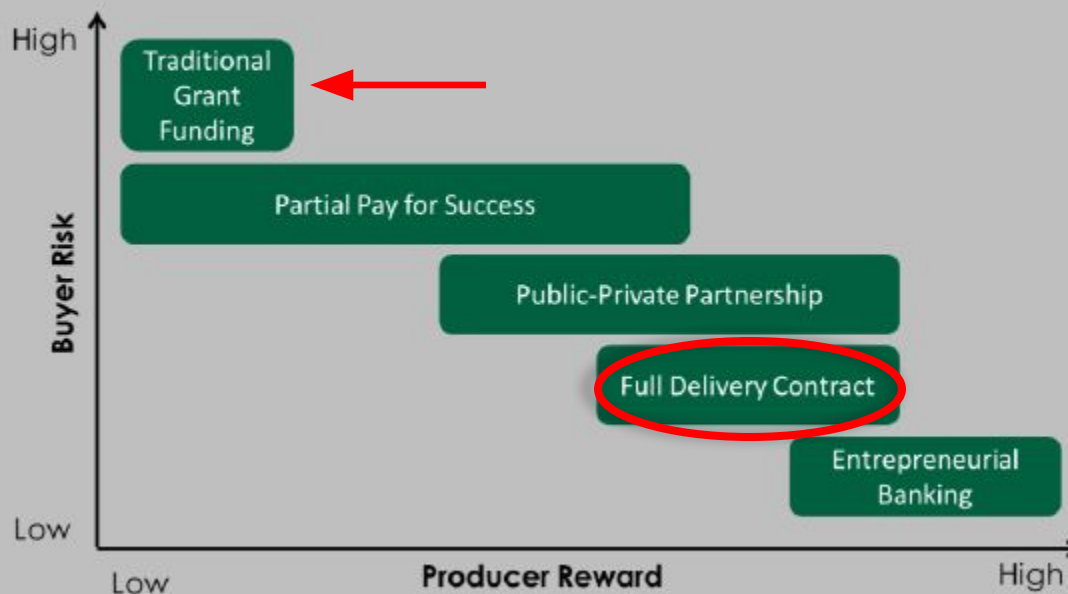 High
Traditional
Grant
Funding
Partial Pay for Success
Public-Private Partnership
Full Delivery Contract
Entrepreneurial
Banking
Buyer Risk
Low
Low
Producer Reward
High